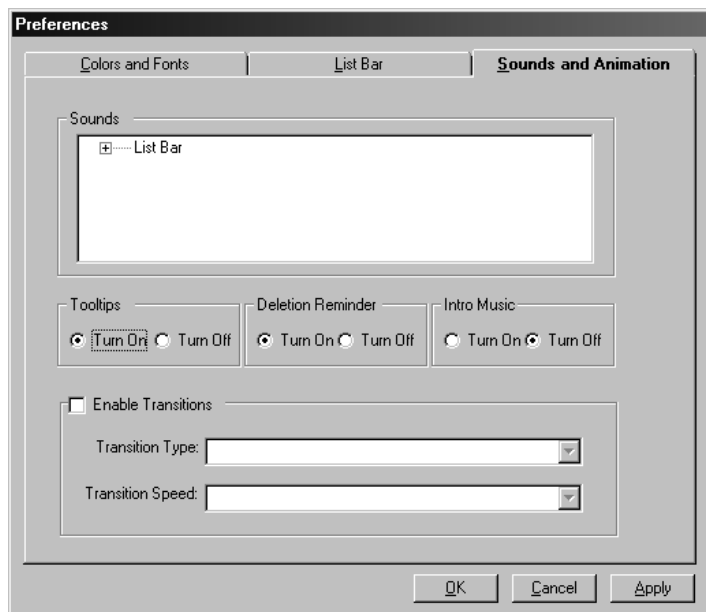 Preferences
Colors and Fonts List Bar Sounds and Animation
Sounds
List Bar
Tooltips Deletion Reminder Intro Music
Turn On Turn Off Turn On Turn Off Turn On Turn Off
Enable Transitions
Transition Type:
Transition Speed:
OK Cancel Apply